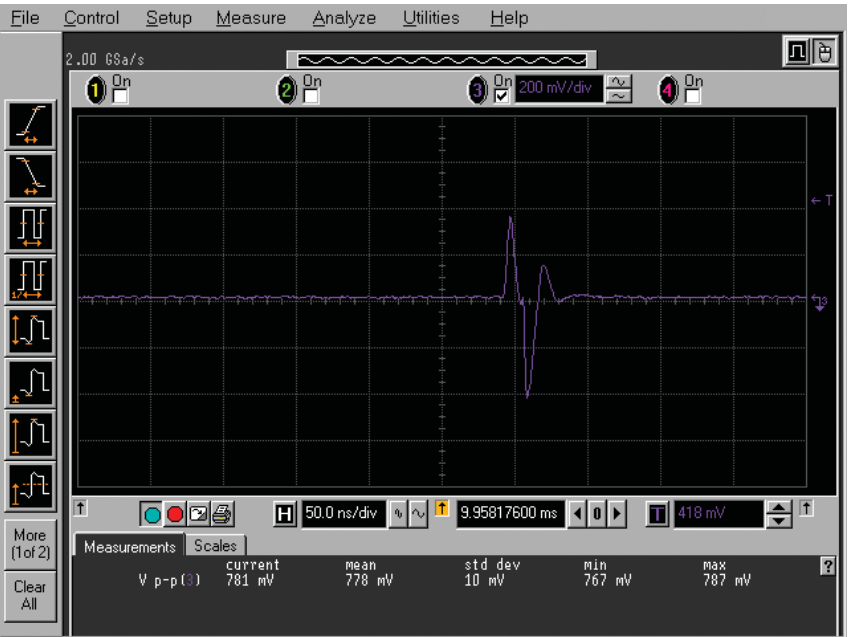 File Control Setup Measure Analyze Utilities Help
2.00 GSa/s
1 On 2 On 3 On 200 mV/div 4 On
← T
3
1/
More
(1 of 2)
Clear
All
H 50.0 ns/div 9.95817600 ms 0 T 418 mV
Measurements Scales
?
current mean std dev min max
V p-p(3) 781 mV 778 mV 10 mV 767 mV 787 mV